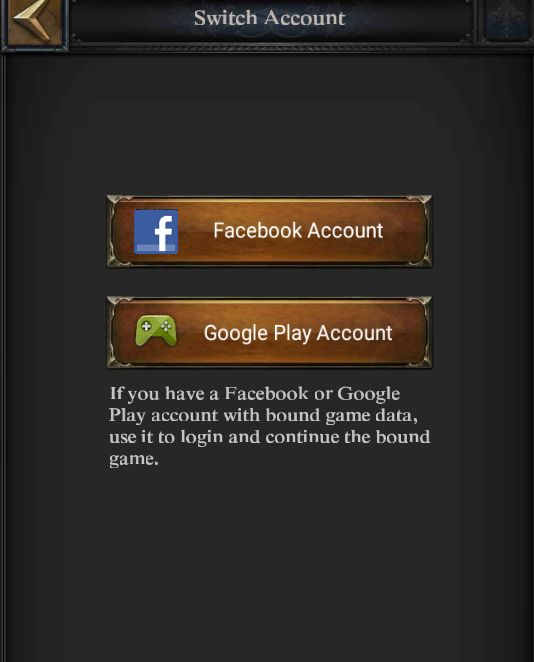 Switch Account
Facebook Account
Google Play Account
If you have a Facebook or Google
Play account with bound game data,
use it to login and continue the bound
game.